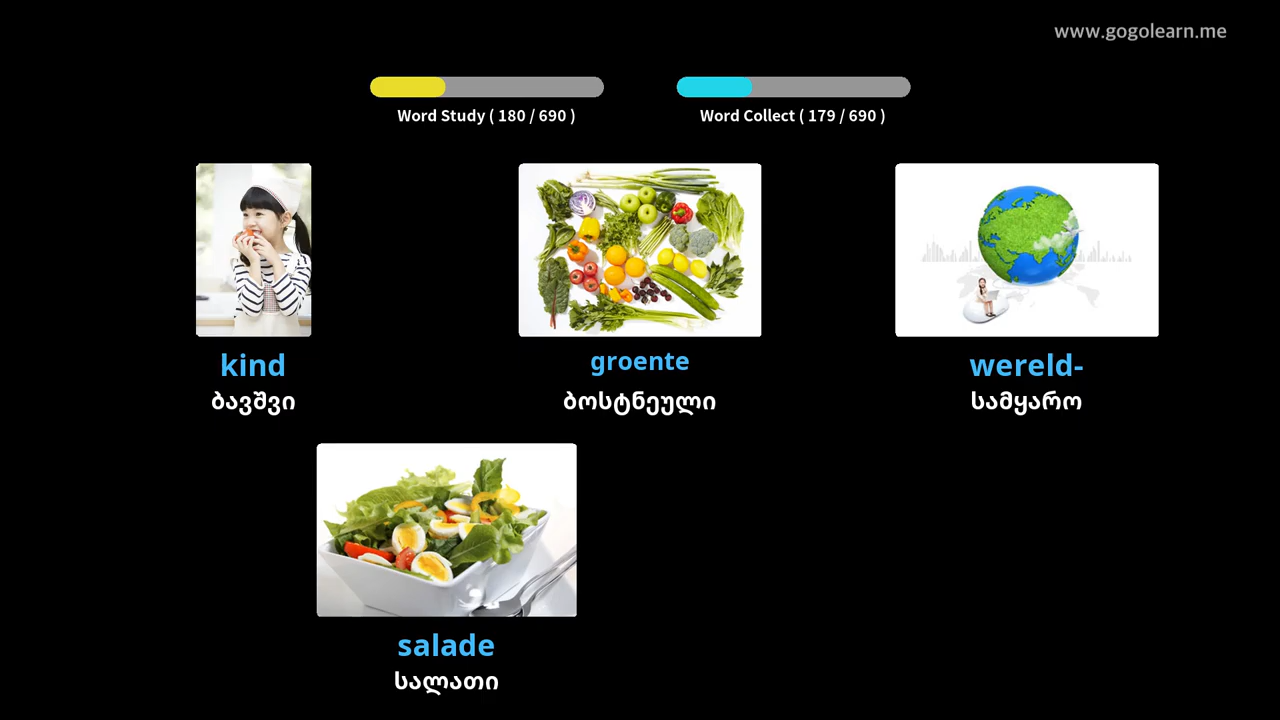 www.gogolearn.me
Word Study ( 180 / 690 )
Word Collect ( 179 / 690 )
kind
ბავშვი
groente
ბოსტნეული
wereld-
სამყარო
salade
სალათი